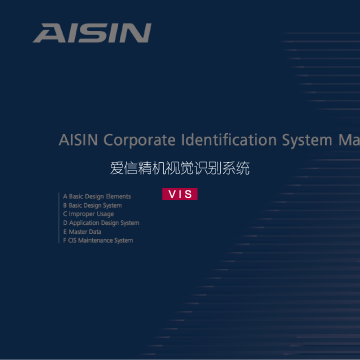 AISIN
AISIN Corporate Identification System Ma
爱信精机视觉识别系统
VIS
A Basic Design Elements
B Basic Design System
C Improper Usage
D Application Design System
E Master Data
F CIS Maintenance System